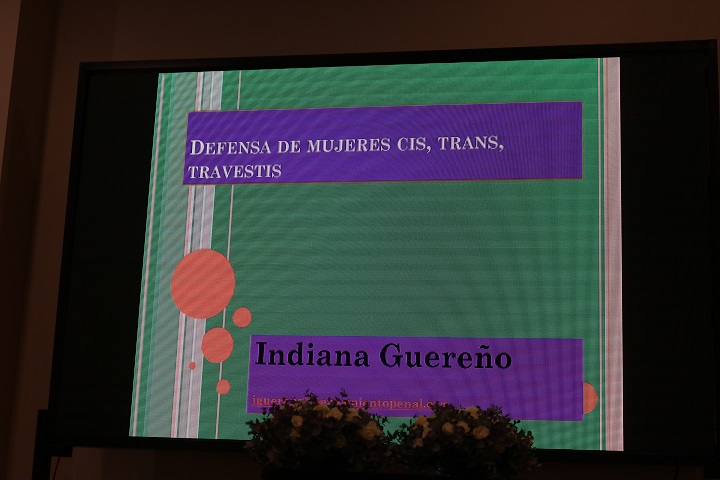 DEFENSA DE MUJERES CIS, TRANS,
TRAVESTIS
Indiana Guereño